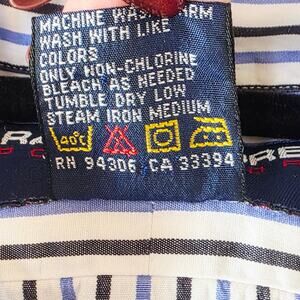 MACHINE WASH WARM
WASH WITH LIKE
COLORS
ONLY NON-CHLORINE
BLEACH AS NEEDED
TUMBLE DRY LOW
STEAM IRON MEDIUM
40°C
RN 94306 CA 33394